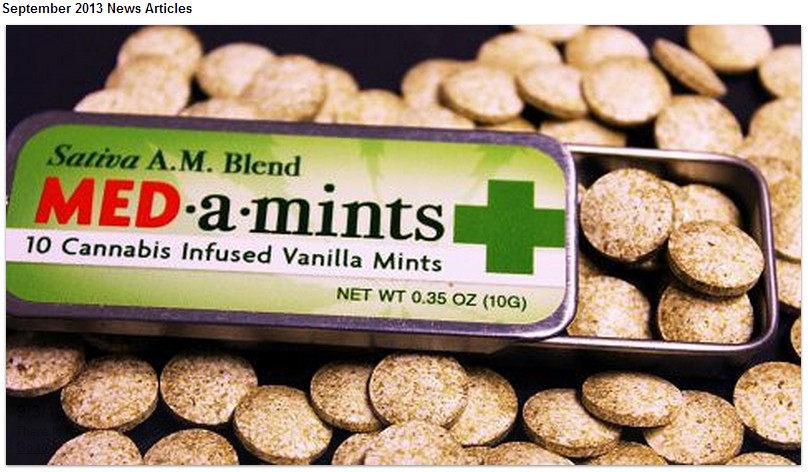 September 2013 News Articles
Sativa A.M. Blend
MED·a·mints
10 Cannabis Infused Vanilla Mints
NET WT 0.35 OZ (10G)